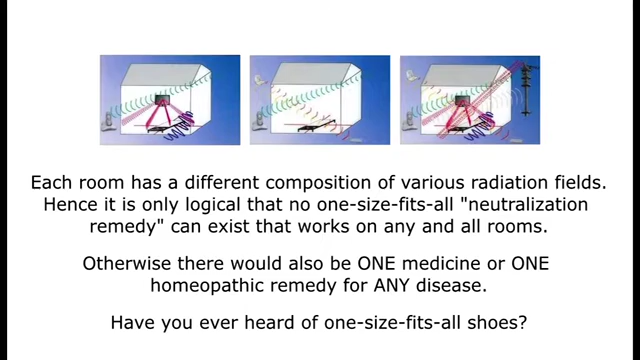 Each room has a different composition of various radiation fields.
Hence it is only logical that no one-size-fits-all "neutralization
remedy" can exist that works on any and all rooms.
Otherwise there would also be ONE medicine or ONE
homeopathic remedy for ANY disease.
Have you ever heard of one-size-fits-all shoes?